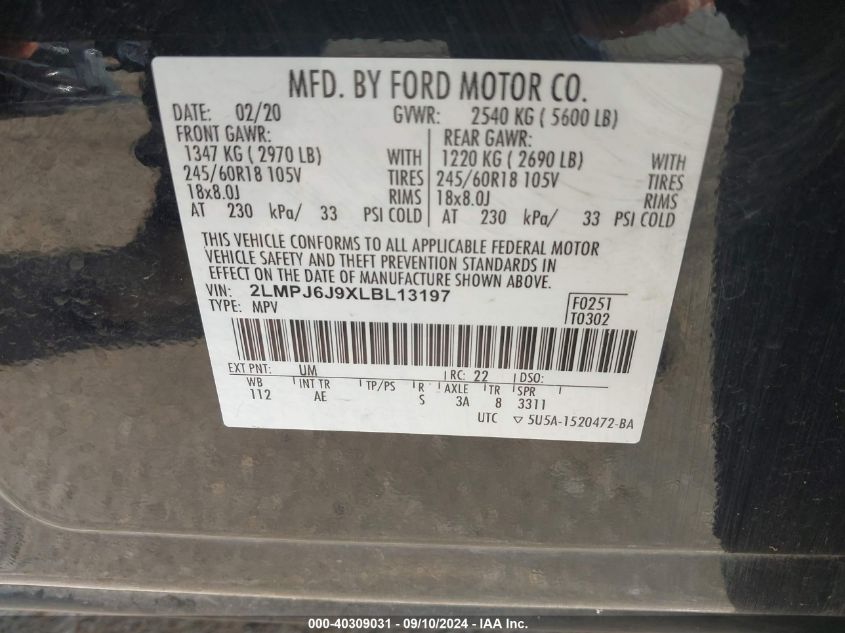 MFD. BY FORD MOTOR CO.
DATE: 02/20 GVWR: 2540 KG ( 5600 LB)
FRONT GAWR: REAR GAWR:
1347 KG ( 2970 LB) WITH 1220 KG ( 2690 LB) WITH
245/60R18 105V TIRES 245/60R18 105V TIRES
18x8.0J RIMS 18x8.0J RIMS
AT 230 kPa/ 33 PSI COLD AT 230 kPa/ 33 PSI COLD
THIS VEHICLE CONFORMS TO ALL APPLICABLE FEDERAL MOTOR
VEHICLE SAFETY AND THEFT PREVENTION STANDARDS IN
EFFECT ON THE DATE OF MANUFACTURE SHOWN ABOVE.
VIN: 2LMPJ6J9XLBL13197 F0251
TYPE: MPV T0302
EXT PNT: UM RC: 22 DSO:
WB INT TR TP/PS R AXLE TR SPR
112 AE S 3A 8 3311
UTC ▽ 5U5A-1520472-BA
000-40309031 — 09/10/2024 — IAA Inc.